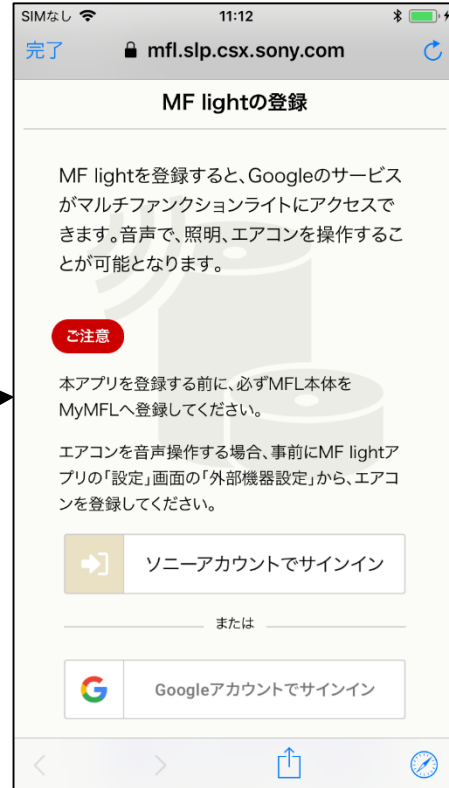 SIMなし 11:12
完了 mfl.slp.csx.sony.com
MF lightの登録
MF lightを登録すると、Googleのサービス
がマルチファンクションライトにアクセスで
きます。音声で、照明、エアコンを操作するこ
とが可能となります。
ご注意
本アプリを登録する前に、必ずMFL本体を
MyMFLへ登録してください。
エアコンを音声操作する場合、事前にMF lightア
プリの「設定」画面の「外部機器設定」から、エアコ
ンを登録してください。
ソニーアカウントでサインイン
または
Googleアカウントでサインイン